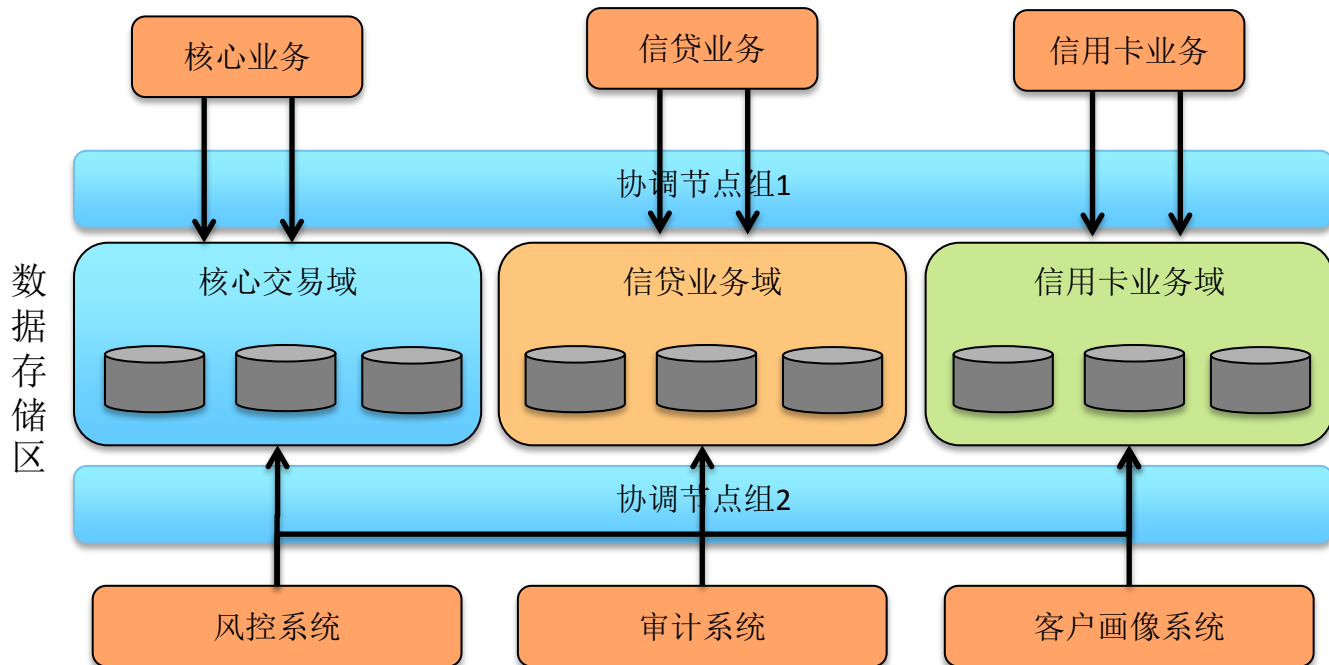 核心业务
信贷业务
信用卡业务
协调节点组1
数据存储区
核心交易域
信贷业务域
信用卡业务域
协调节点组2
风控系统
审计系统
客户画像系统